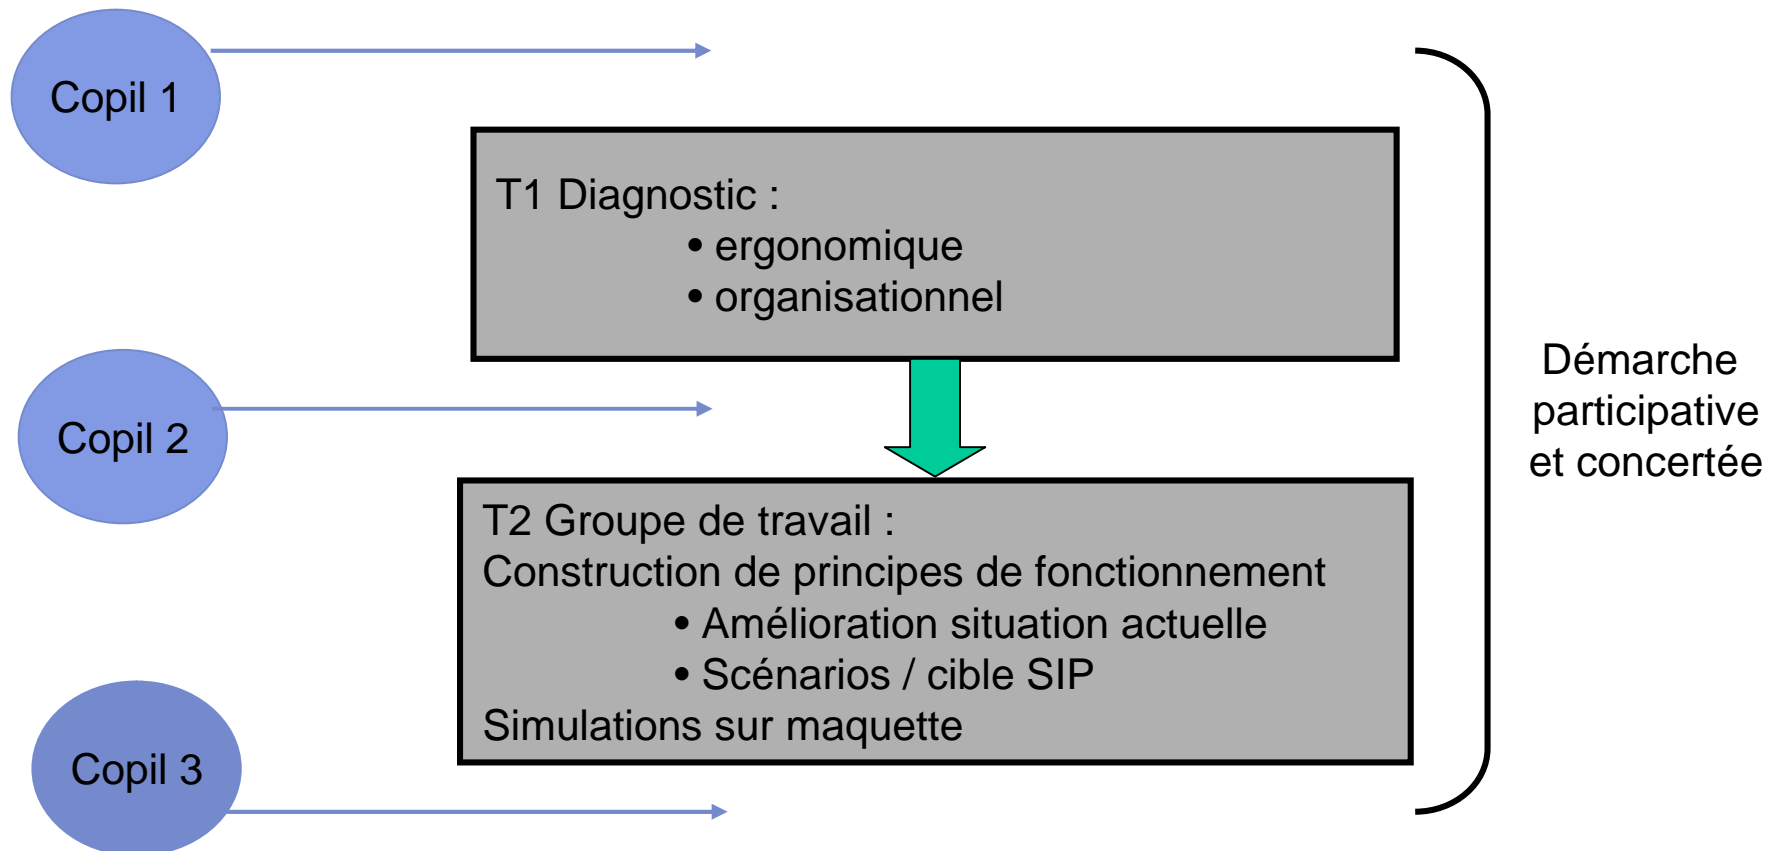 Copil 1
T1 Diagnostic :
• ergonomique
• organisationnel
Copil 2
T2 Groupe de travail :
Construction de principes de fonctionnement
• Amélioration situation actuelle
• Scénarios / cible SIP
Simulations sur maquette
Copil 3
Démarche
participative
et concertée